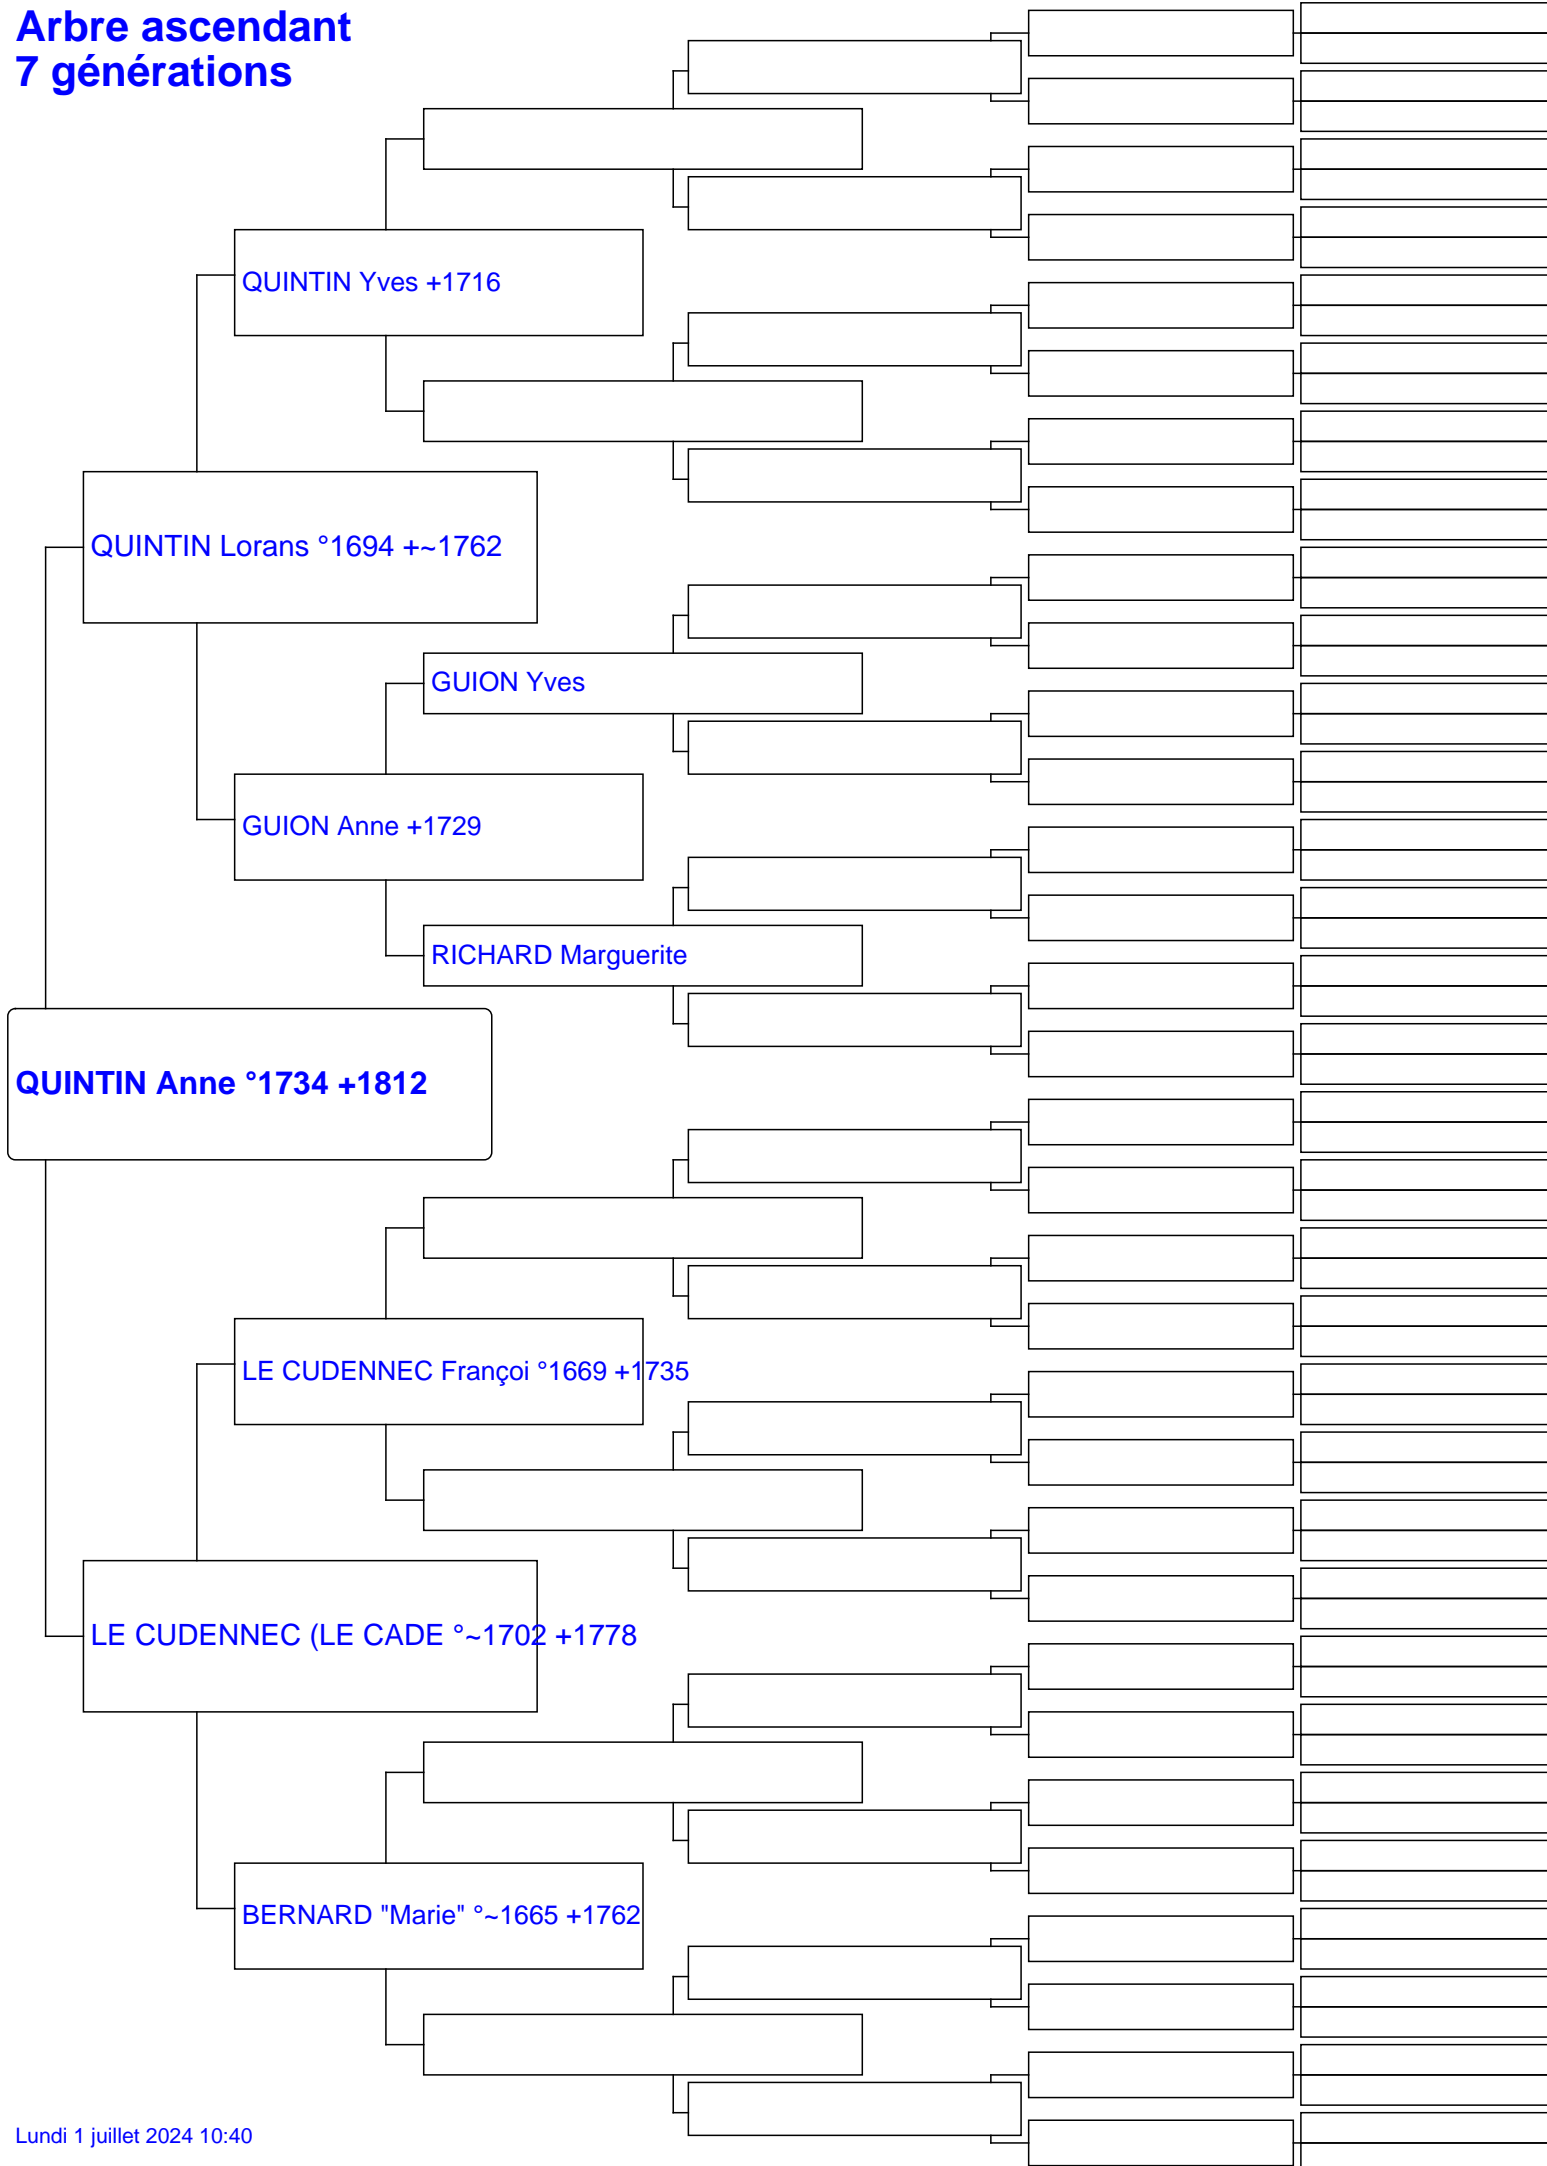 Arbre ascendant
7 générations
QUINTIN Yves +1716
QUINTIN Lorans °1694 +~1762
GUION Yves
GUION Anne +1729
RICHARD Marguerite
QUINTIN Anne °1734 +1812
LE CUDENNEC Françoi °1669 +1735
LE CUDENNEC (LE CADE °~1702 +1778
BERNARD "Marie" °~1665 +1762
Lundi 1 juillet 2024 10:40